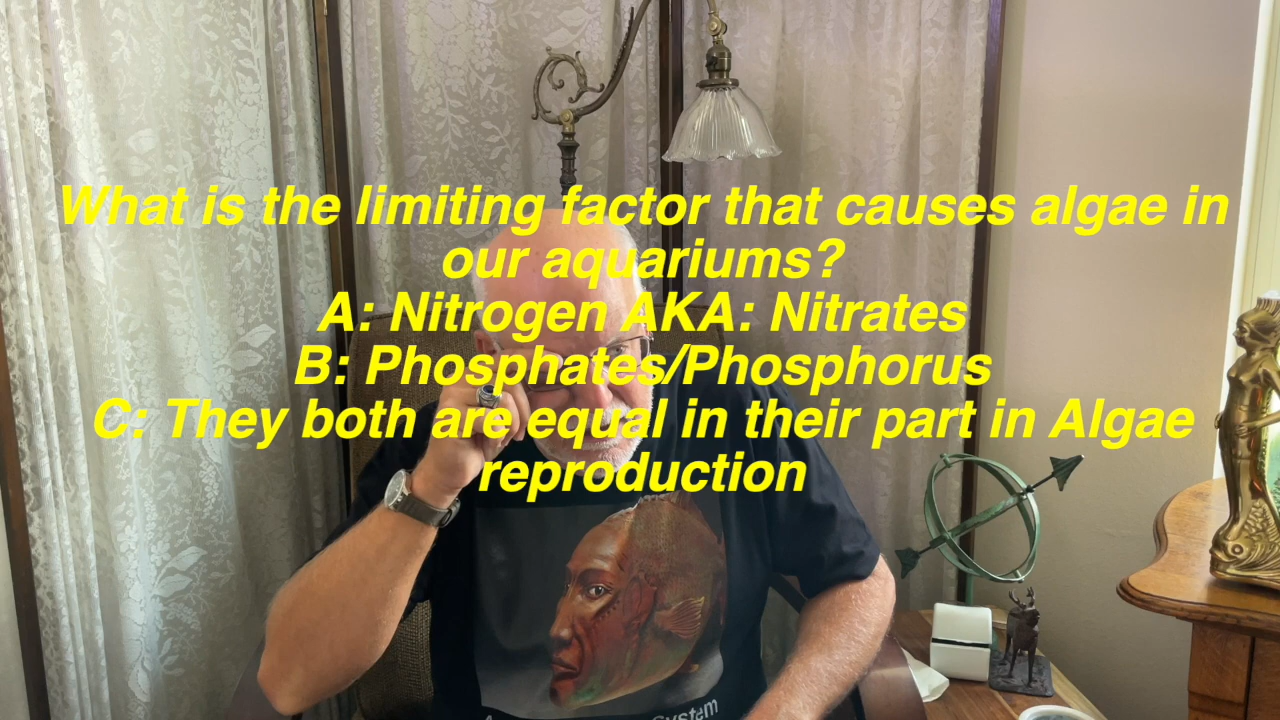 What is the limiting factor that causes algae in
our aquariums?
A: Nitrogen AKA: Nitrates
B: Phosphates/Phosphorus
C: They both are equal in their part in Algae
reproduction
System